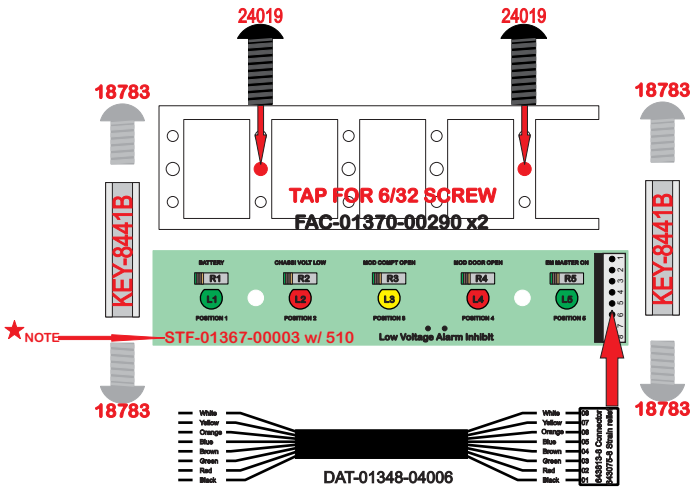 24019
24019
18783
18783
TAP FOR 6/32 SCREW
FAC-01370-00290 x2
KEY-8441B
KEY-8441B
BATTERY
CHASSI VOLT LOW
MOD COMPT OPEN
MOD DOOR OPEN
EM MASTER ON
R1
R2
R3
R4
R5
L1
L2
L3
L4
L5
POSITION 1
POSITION 2
POSITION 3
POSITION 4
POSITION 5
1
2
3
4
5
6
7
8
NOTE
STF-01367-00003 w/ 510
Low Voltage Alarm Inhibit
18783
18783
White
Yellow
Orange
Blue
Brown
Green
Red
Black
DAT-01348-04006
White
Yellow
Orange
Blue
Brown
Green
Red
Black
08
07
06
05
04
03
02
01
643813-8 Connector
643075-8 Strain relief